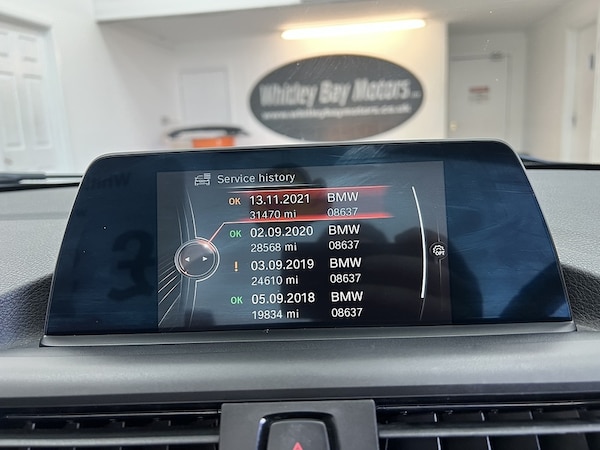 Whitley Bay Motors
www.whitleybaymotors.co.uk
Service history
OK 13.11.2021 BMW
31470 mi 08637
OK 02.09.2020 BMW
28568 mi 08637
! 03.09.2019 BMW
24610 mi 08637
OK 05.09.2018 BMW
19834 mi 08637
OPT